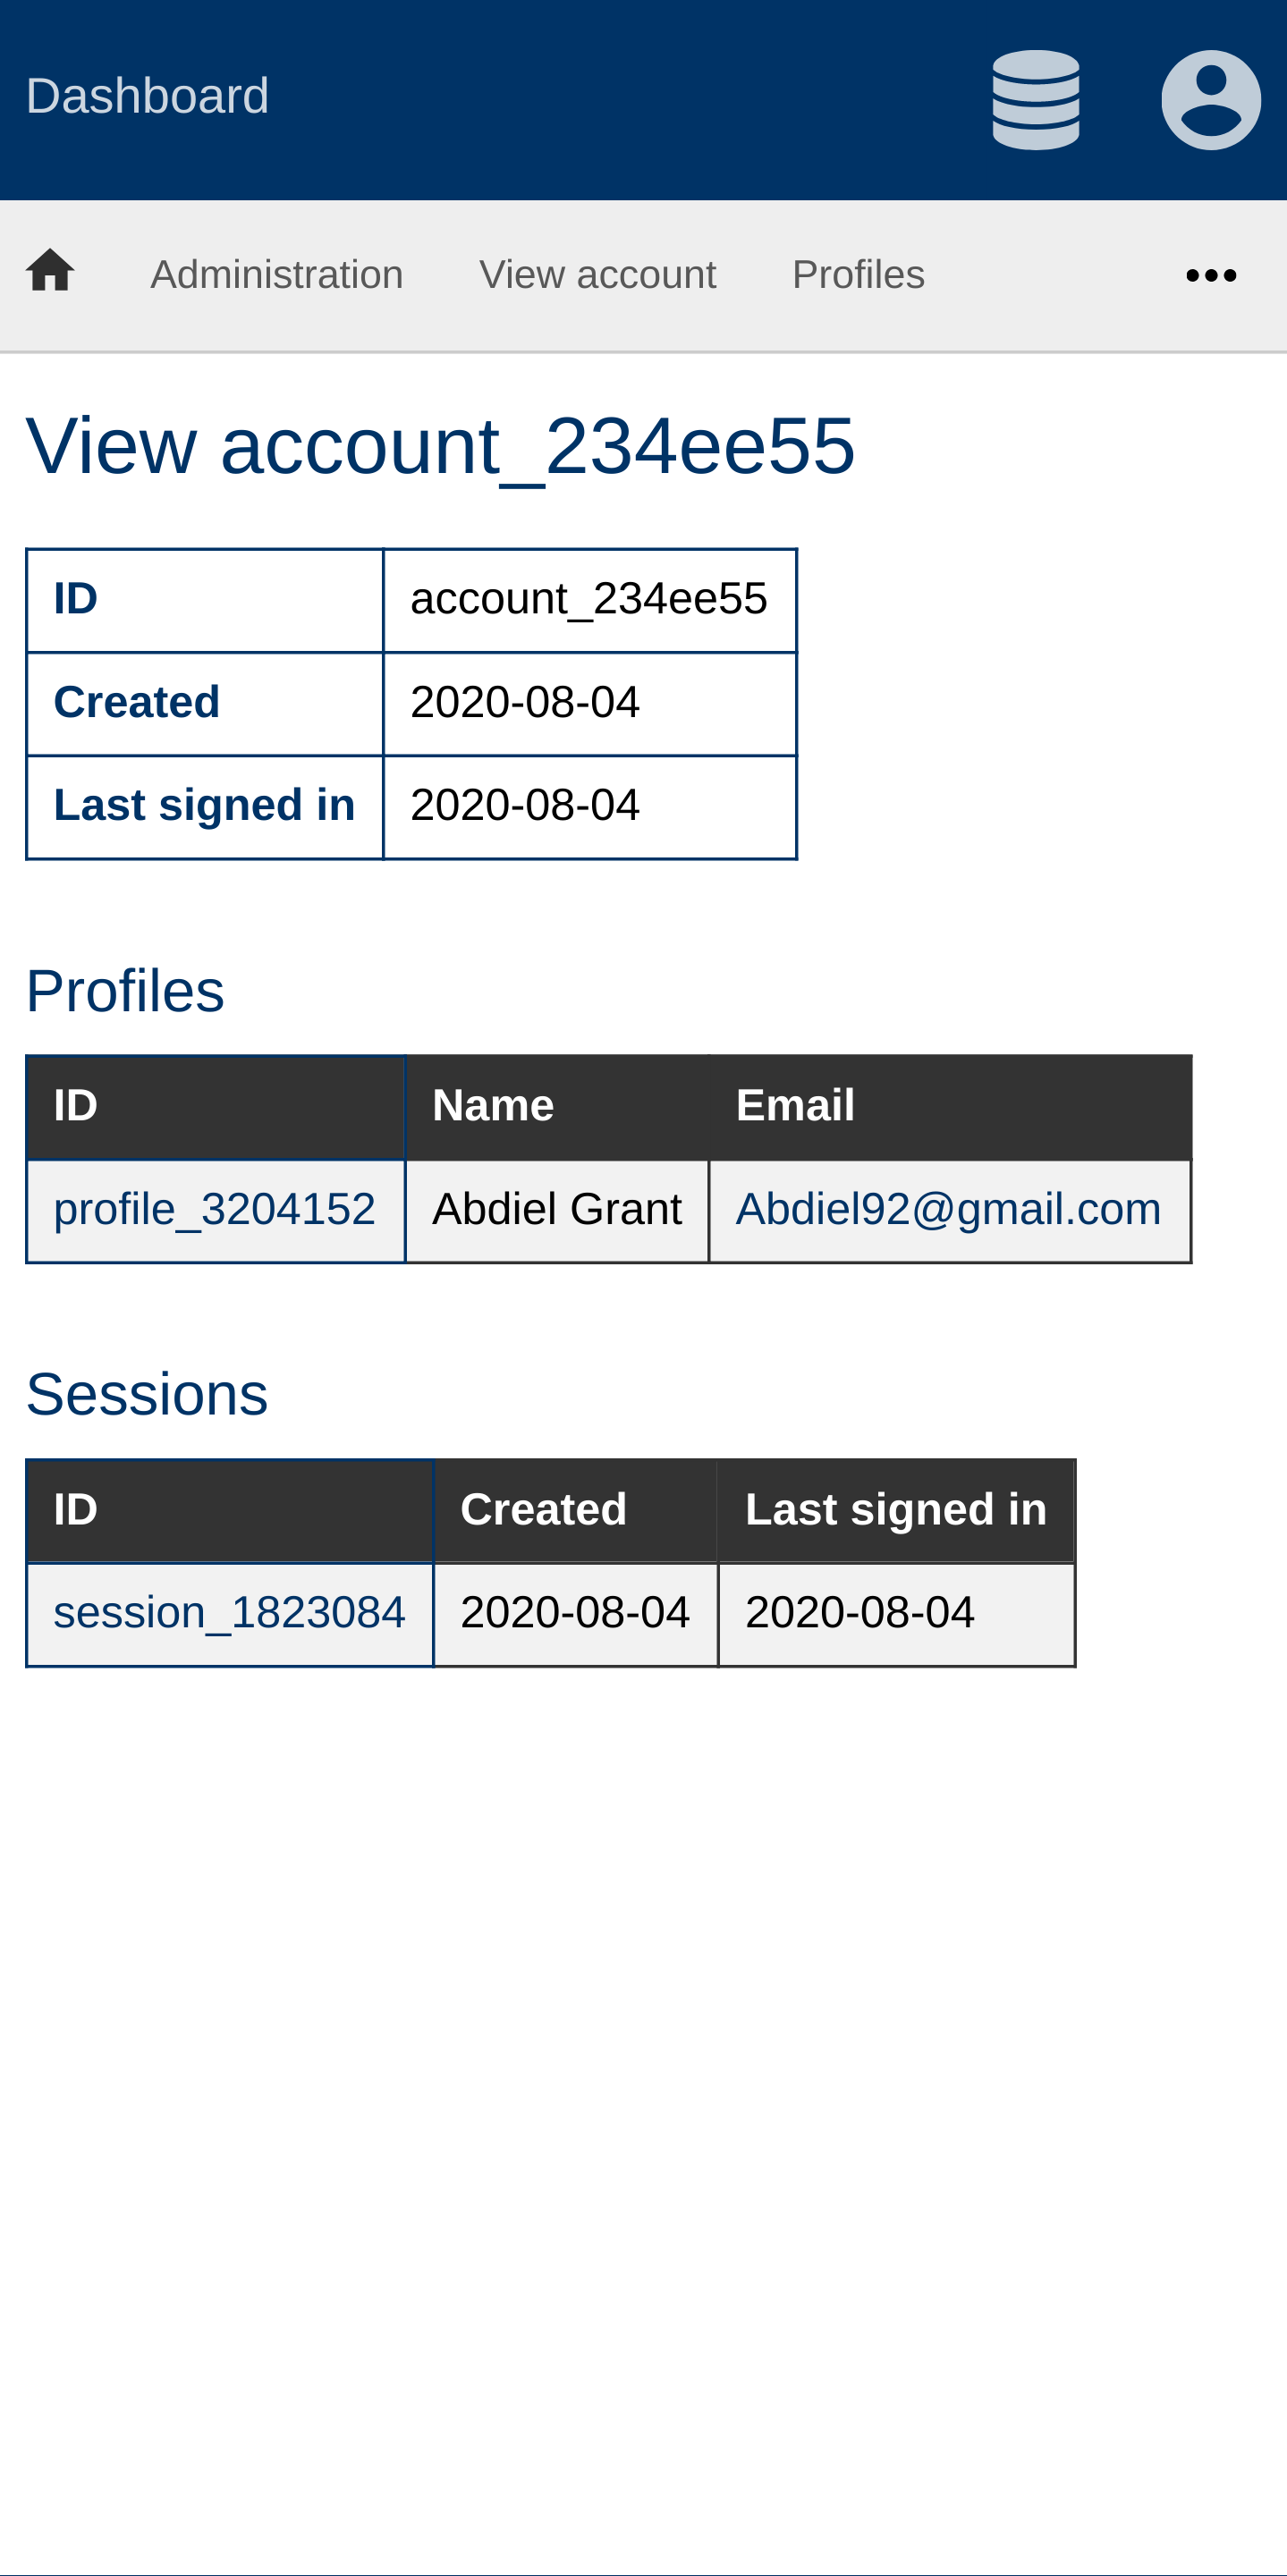 Dashboard
Administration View account Profiles
View account_234ee55
ID account_234ee55
Created 2020-08-04
Last signed in 2020-08-04
Profiles
ID Name Email
profile_3204152 Abdiel Grant Abdiel92@gmail.com
Sessions
ID Created Last signed in
session_1823084 2020-08-04 2020-08-04